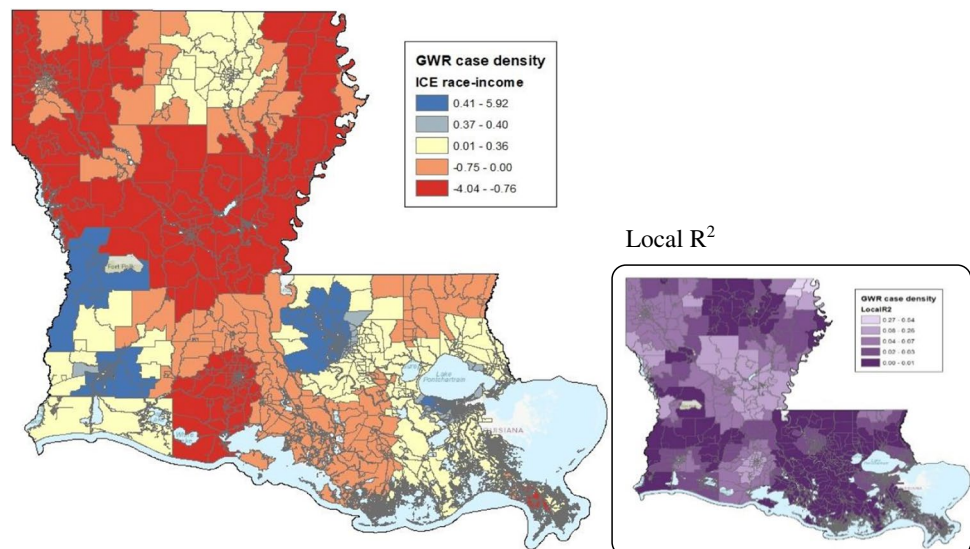 GWR case density
ICE race-income
0.41 - 5.92
0.37 - 0.40
0.01 - 0.36
-0.75 - 0.00
-4.04 - -0.76
Fort Polk
Lake
Pontchartrain
Local R²
GWR case density
LocalR2
0.27 - 0.54
0.08 - 0.26
0.04 - 0.07
0.02 - 0.03
0.00 - 0.01